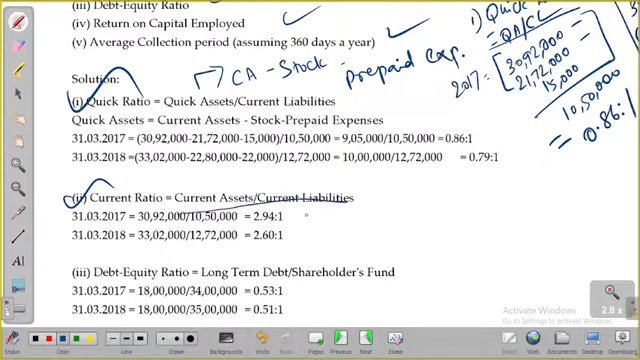 (iii) Debt-Equity Ratio
(iv) Return on Capital Employed
(v) Average Collection period (assuming 360 days a year)
i) Quick
= QA/CL
2017 =
30,92,000
21,72,000
15,000
10,50,000
= 0.86:1
Solution:
CA - Stock - prepaid exp.
(i) Quick Ratio = Quick Assets/Current Liabilities
Quick Assets = Current Assets - Stock-Prepaid Expenses
31.03.2017 = (30,92,000-21,72,000-15,000)/10,50,000 = 9,05,000/10,50,000 = 0.86:1
31.03.2018 = (33,02,000-22,80,000-22,000)/12,72,000 = 10,00,000/12,72,000 = 0.79:1
(ii) Current Ratio = Current Assets/Current Liabilities
31.03.2017 = 30,92,000/10,50,000 = 2.94:1
31.03.2018 = 33,02,000/12,72,000 = 2.60:1
(iii) Debt-Equity Ratio = Long Term Debt/Shareholder's Fund
31.03.2017 = 18,00,000/34,00,000 = 0.53:1
31.03.2018 = 18,00,000/35,00,000 = 0.51:1
2.8 x
Activate Windows
Go to Settings to activate Windows.
Color
Line
Eraser
Backgrounds
Undo
Pages
Previous
Next
Erase